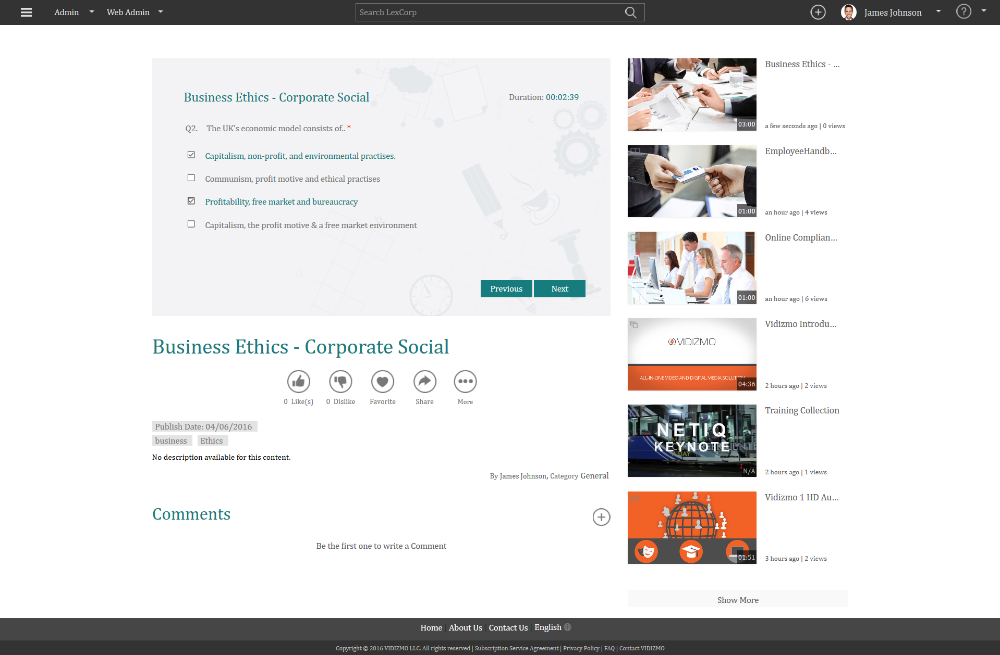 Admin
Web Admin
Search LexCorp
James Johnson
?
Business Ethics - Corporate Social
Duration: 00:02:39
Q2. The UK's economic model consists of.. *
Capitalism, non-profit, and environmental practises.
Communism, profit motive and ethical practises
Profitability, free market and bureaucracy
Capitalism, the profit motive & a free market environment
Previous
Next
Business Ethics - Corporate Social
0 Like(s)
0 Dislike
Favorite
Share
More
Publish Date: 04/06/2016
business
Ethics
No description available for this content.
By James Johnson, Category General
Comments
Be the first one to write a Comment
Business Ethics - ...
03:00
a few seconds ago | 0 views
EmployeeHandb...
01:00
an hour ago | 4 views
Online Complian...
01:00
an hour ago | 6 views
Vidizmo Introdu...
VIDIZMO
ALL-IN-ONE VIDEO AND DIGITAL MEDIA SOLUTION
04:36
2 hours ago | 2 views
Training Collection
NETIQ
KEYNOTE
A DAY
N/A
2 hours ago | 1 views
Vidizmo 1 HD Au...
01:51
3 hours ago | 2 views
Show More
Home | About Us | Contact Us | English
Copyright © 2016 VIDIZMO LLC. All rights reserved | Subscription Service Agreement | Privacy Policy | FAQ | Contact VIDIZMO